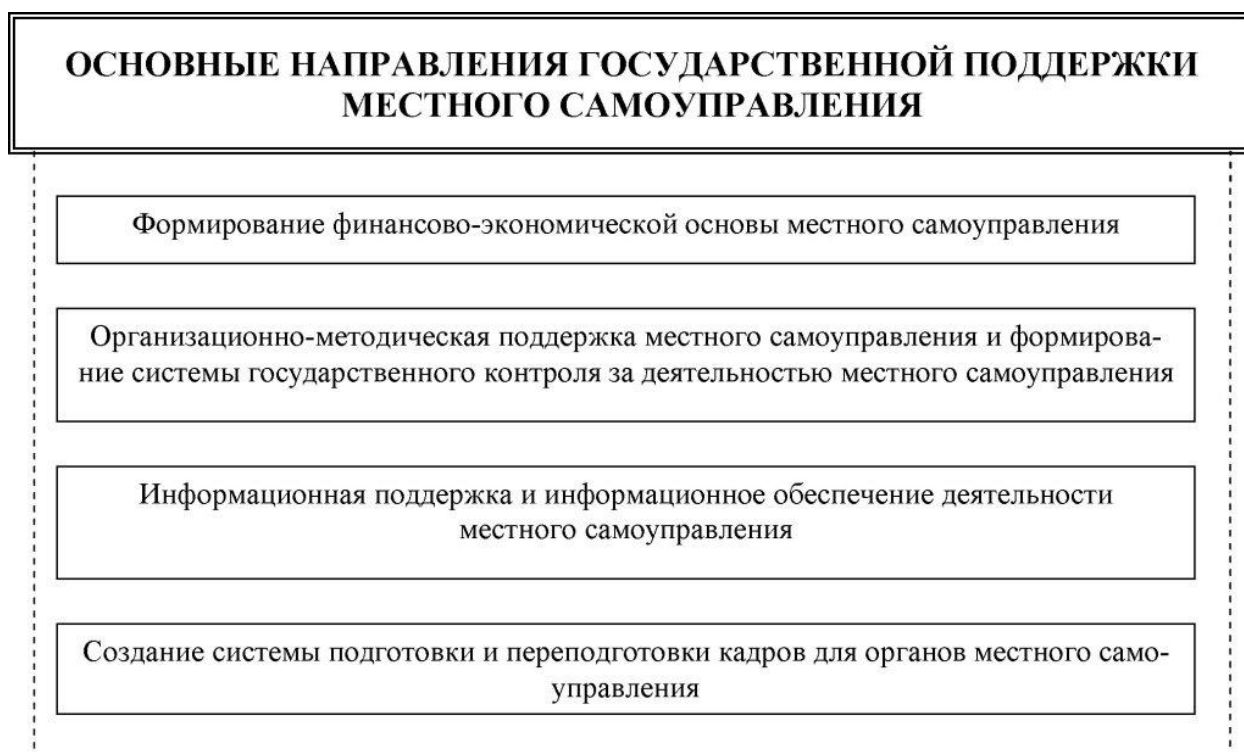 ОСНОВНЫЕ НАПРАВЛЕНИЯ ГОСУДАРСТВЕННОЙ ПОДДЕРЖКИ
МЕСТНОГО САМОУПРАВЛЕНИЯ
Формирование финансово-экономической основы местного самоуправления
Организационно-методическая поддержка местного самоуправления и формирова-
ние системы государственного контроля за деятельностью местного самоуправления
Информационная поддержка и информационное обеспечение деятельности
местного самоуправления
Создание системы подготовки и переподготовки кадров для органов местного само-
управления